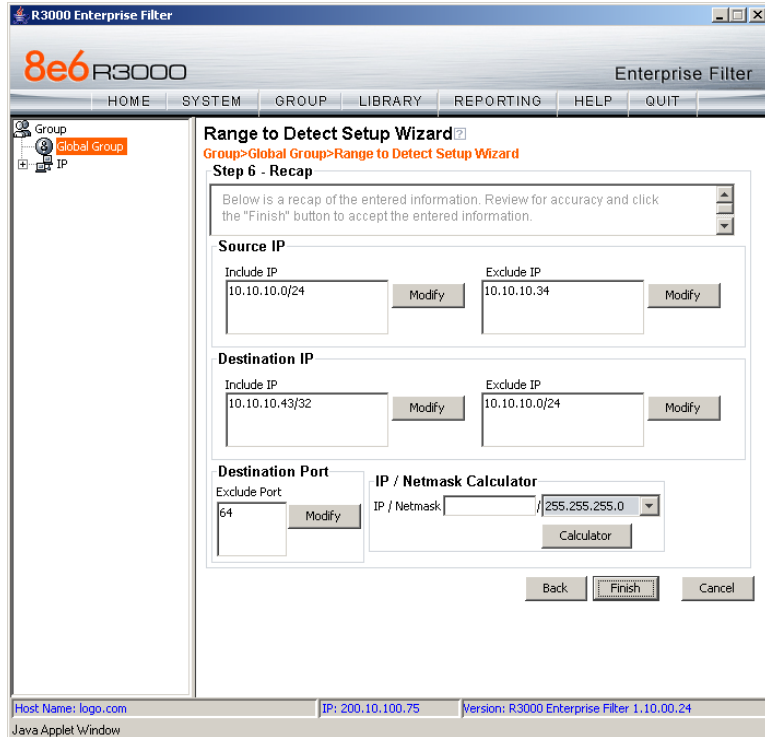 R3000 Enterprise Filter
8e6 R3000
Enterprise Filter
HOME SYSTEM GROUP LIBRARY REPORTING HELP QUIT
Group
Global Group
IP
Range to Detect Setup Wizard ?
Group>Global Group>Range to Detect Setup Wizard
Step 6 - Recap
Below is a recap of the entered information. Review for accuracy and click
the "Finish" button to accept the entered information.
Source IP
Include IP
10.10.10.0/24
Modify
Exclude IP
10.10.10.34
Modify
Destination IP
Include IP
10.10.10.43/32
Modify
Exclude IP
10.10.10.0/24
Modify
Destination Port
Exclude Port
64
Modify
IP / Netmask Calculator
IP / Netmask / 255.255.255.0
Calculator
Back Finish Cancel
Host Name: logo.com IP: 200.10.100.75 Version: R3000 Enterprise Filter 1.10.00.24
Java Applet Window